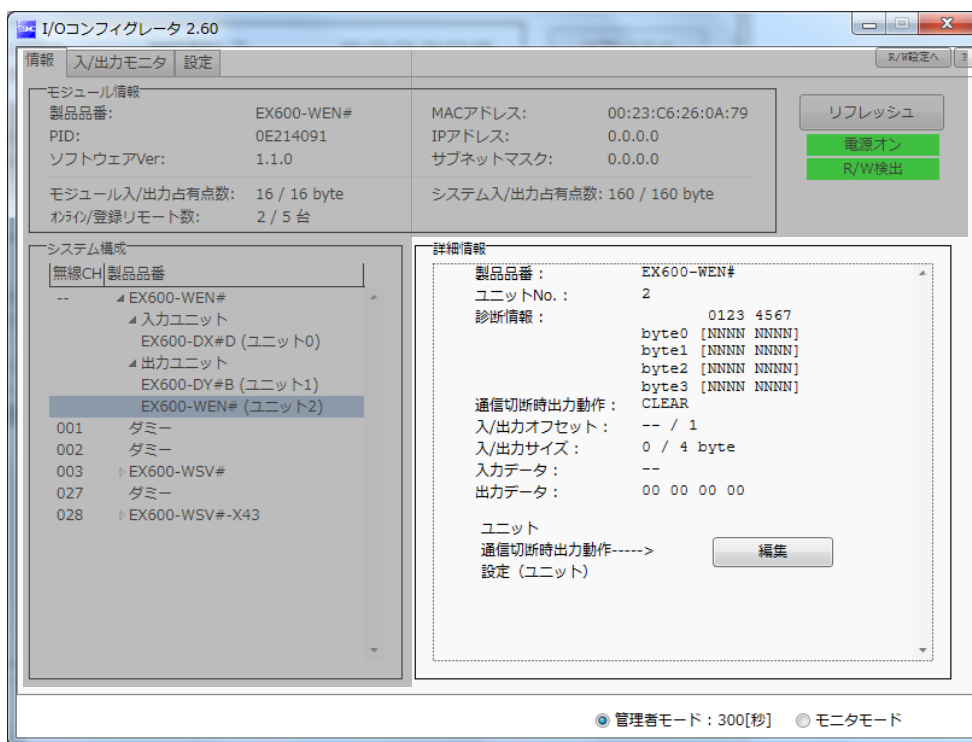 I/Oコンフィグレータ 2.60
情報 入/出力モニタ 設定 R/W設定へ ?
モジュール情報
製品品番: EX600-WEN# MACアドレス: 00:23:C6:26:0A:79 リフレッシュ
PID: 0E214091 IPアドレス: 0.0.0.0 電源オン
ソフトウェアVer: 1.1.0 サブネットマスク: 0.0.0.0 R/W検出
モジュール入/出力占有点数: 16 / 16 byte システム入/出力占有点数: 160 / 160 byte
オンライン/登録リモート数: 2 / 5 台
システム構成
無線CH 製品品番
-- EX600-WEN#
入力ユニット
EX600-DX#D (ユニット0)
出力ユニット
EX600-DY#B (ユニット1)
EX600-WEN# (ユニット2)
001 ダミー
002 ダミー
003 EX600-WSV#
027 ダミー
028 EX600-WSV#-X43
詳細情報
製品品番 : EX600-WEN#
ユニットNo. : 2
診断情報 : 0123 4567
byte0 [NNNN NNNN]
byte1 [NNNN NNNN]
byte2 [NNNN NNNN]
byte3 [NNNN NNNN]
通信切断時出力動作 : CLEAR
入/出力オフセット : -- / 1
入/出力サイズ : 0 / 4 byte
入力データ : --
出力データ : 00 00 00 00
ユニット
通信切断時出力動作-----> 編集
設定 (ユニット)
管理者モード : 300[秒] モニタモード